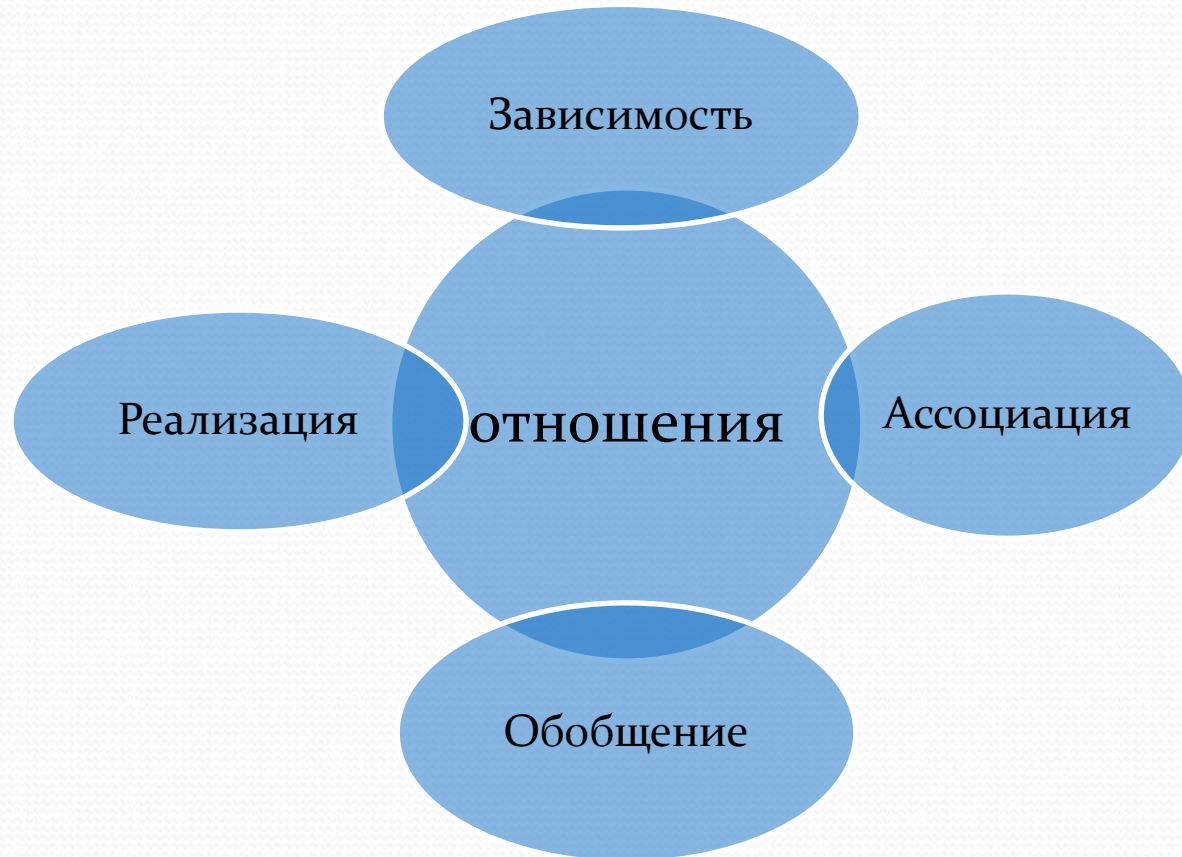 Зависимость
Реализация
отношения
Ассоциация
Обобщение